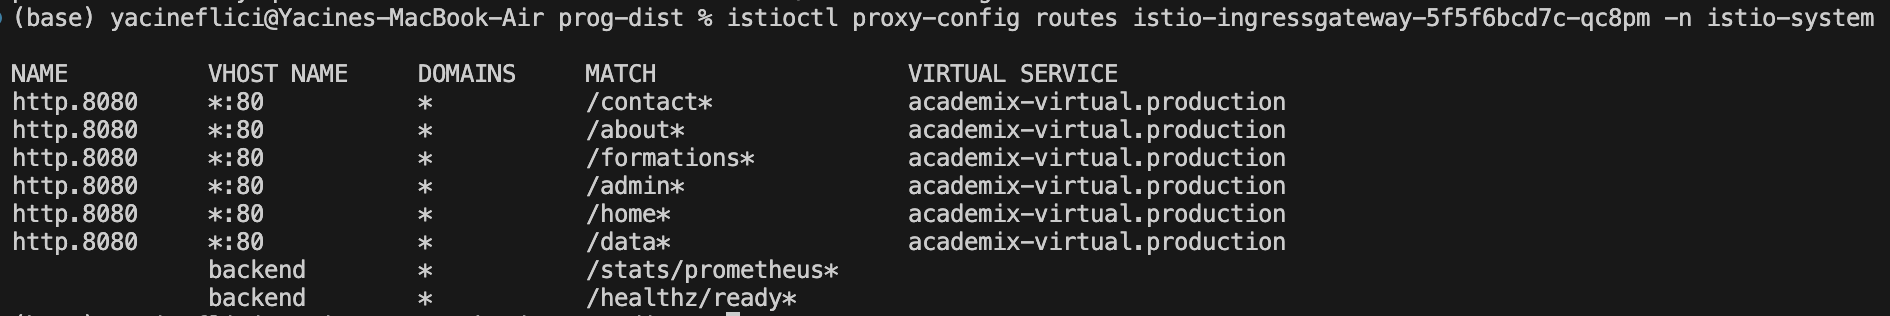 (base) yacineflici@Yacines-MacBook-Air prog-dist % istioctl proxy-config routes istio-ingressgateway-5f5f6bcd7c-qc8pm -n istio-system
NAME VHOST NAME DOMAINS MATCH VIRTUAL SERVICE
http.8080 *:80 * /contact* academix-virtual.production
http.8080 *:80 * /about* academix-virtual.production
http.8080 *:80 * /formations* academix-virtual.production
http.8080 *:80 * /admin* academix-virtual.production
http.8080 *:80 * /home* academix-virtual.production
http.8080 *:80 * /data* academix-virtual.production
backend * /stats/prometheus*
backend * /healthz/ready*